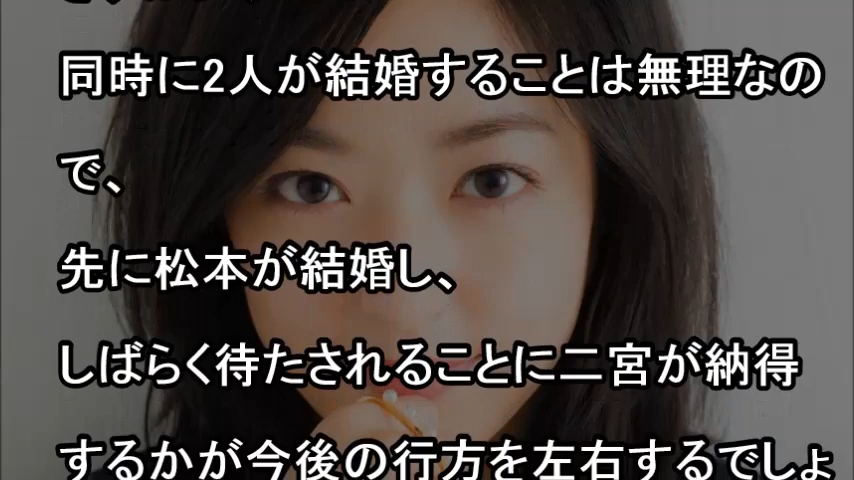 同時に2人が結婚することは無理なの
で、
先に松本が結婚し、
しばらく待たされることに二宮が納得
するかが今後の行方を左右するでしょ